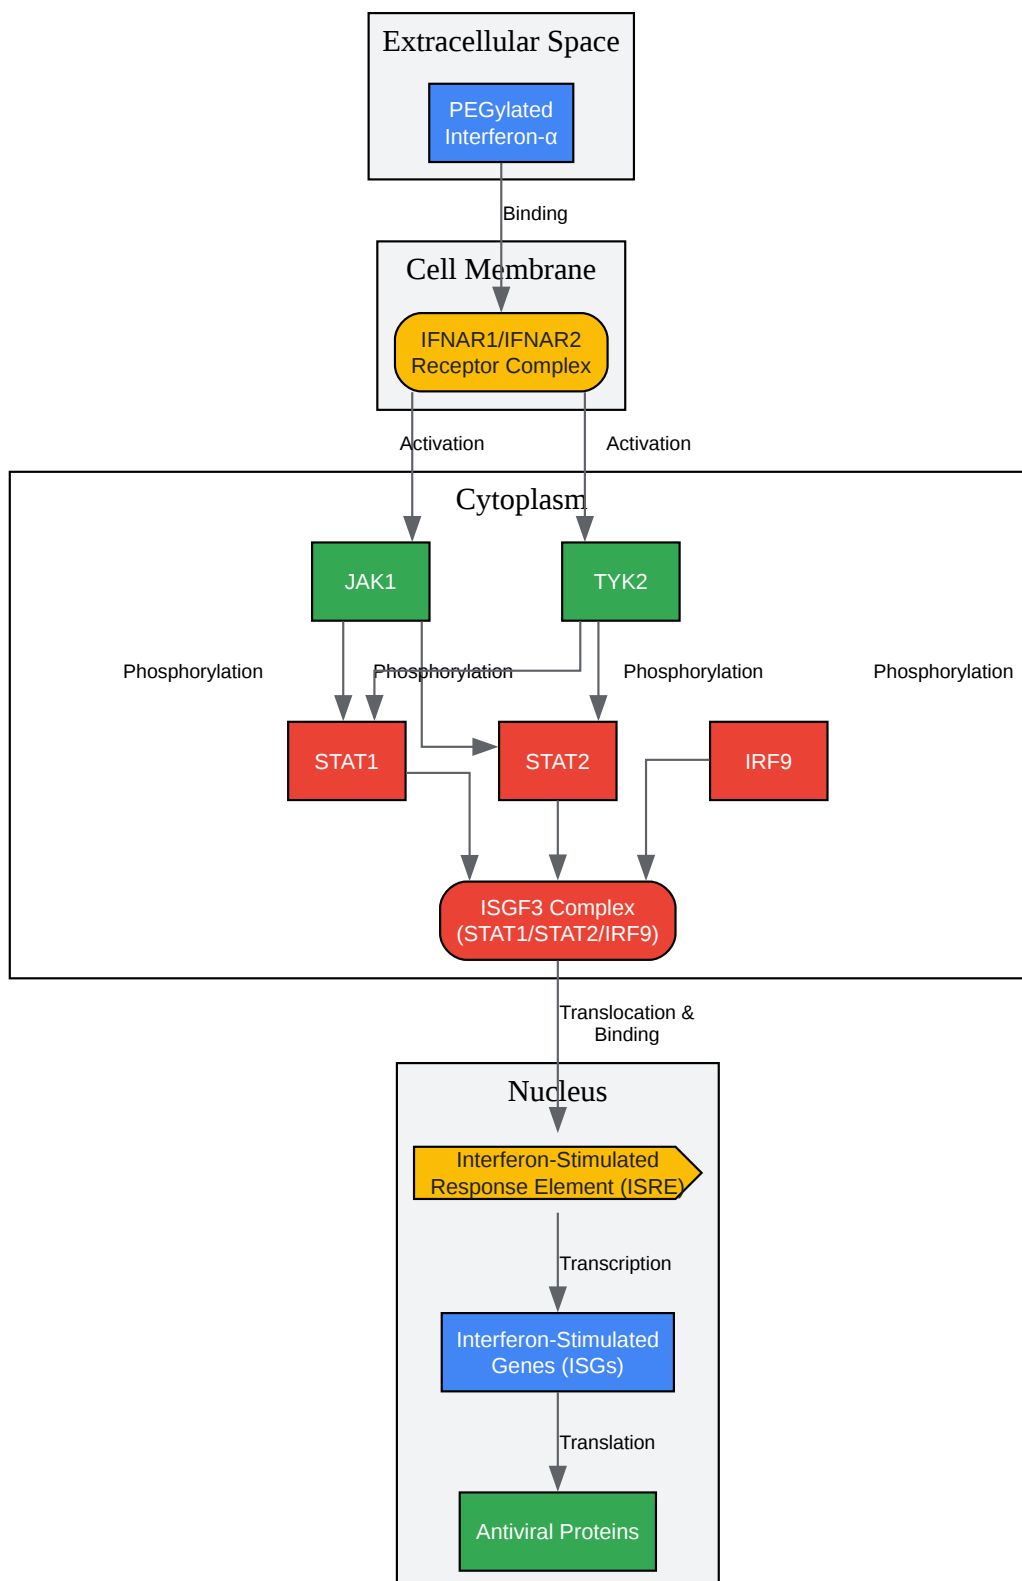 Extracellular Space
PEGylated
Interferon-α
Binding
Cell Membrane
IFNAR1/IFNAR2
Receptor Complex
Activation
Activation
Cytoplasm
JAK1
TYK2
Phosphorylation
Phosphorylation
Phosphorylation
Phosphorylation
STAT1
STAT2
IRF9
ISGF3 Complex
(STAT1/STAT2/IRF9)
Translocation &
Binding
Nucleus
Interferon-Stimulated
Response Element (ISRE)
Transcription
Interferon-Stimulated
Genes (ISGs)
Translation
Antiviral Proteins